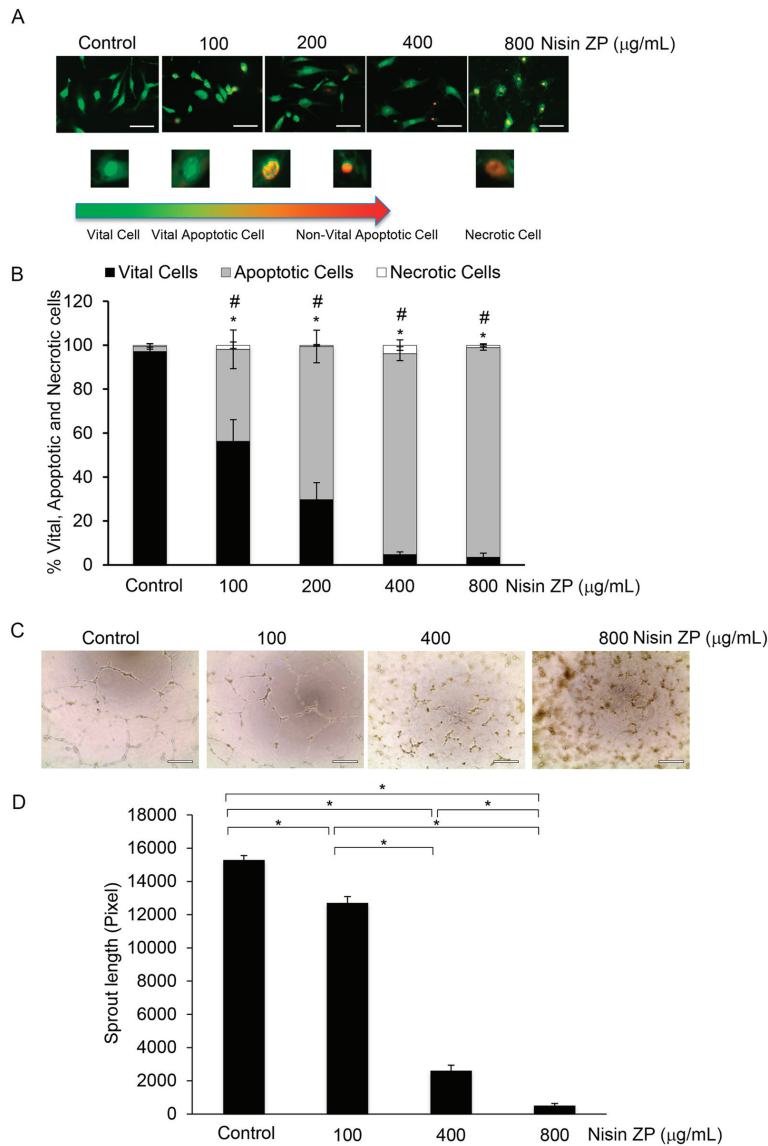 A
Control 100 200 400 800 Nisin ZP (μg/mL)
Vital Cell Vital Apoptotic Cell Non-Vital Apoptotic Cell Necrotic Cell
B
Vital Cells Apoptotic Cells Necrotic Cells
% Vital, Apoptotic and Necrotic cells
120
100
80
60
40
20
0
# # # #
* * * *
Control 100 200 400 800 Nisin ZP (μg/mL)
C
Control 100 400 800 Nisin ZP (μg/mL)
D
Sprout length (Pixel)
18000
16000
14000
12000
10000
8000
6000
4000
2000
0
*
* *
* *
*
Control 100 400 800 Nisin ZP (μg/mL)